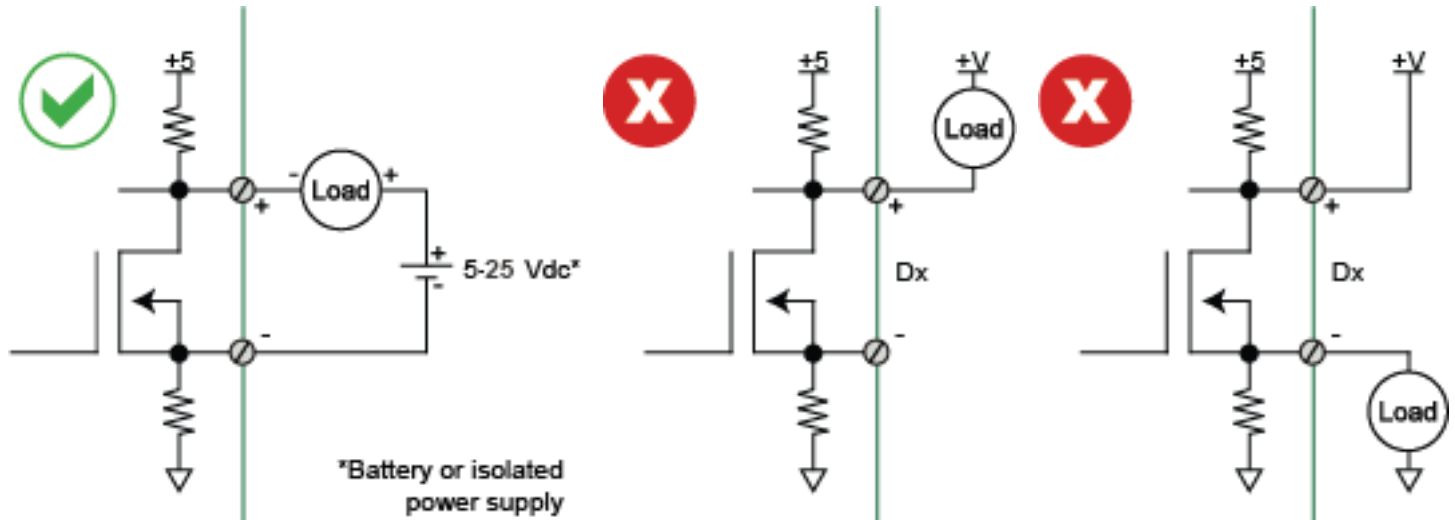 +5
-
Load
+
+
+
5-25 Vdc*
-
-
*Battery or isolated
power supply
X
+5
+V
Load
+
Dx
-
X
+5
+V
+
Dx
-
Load